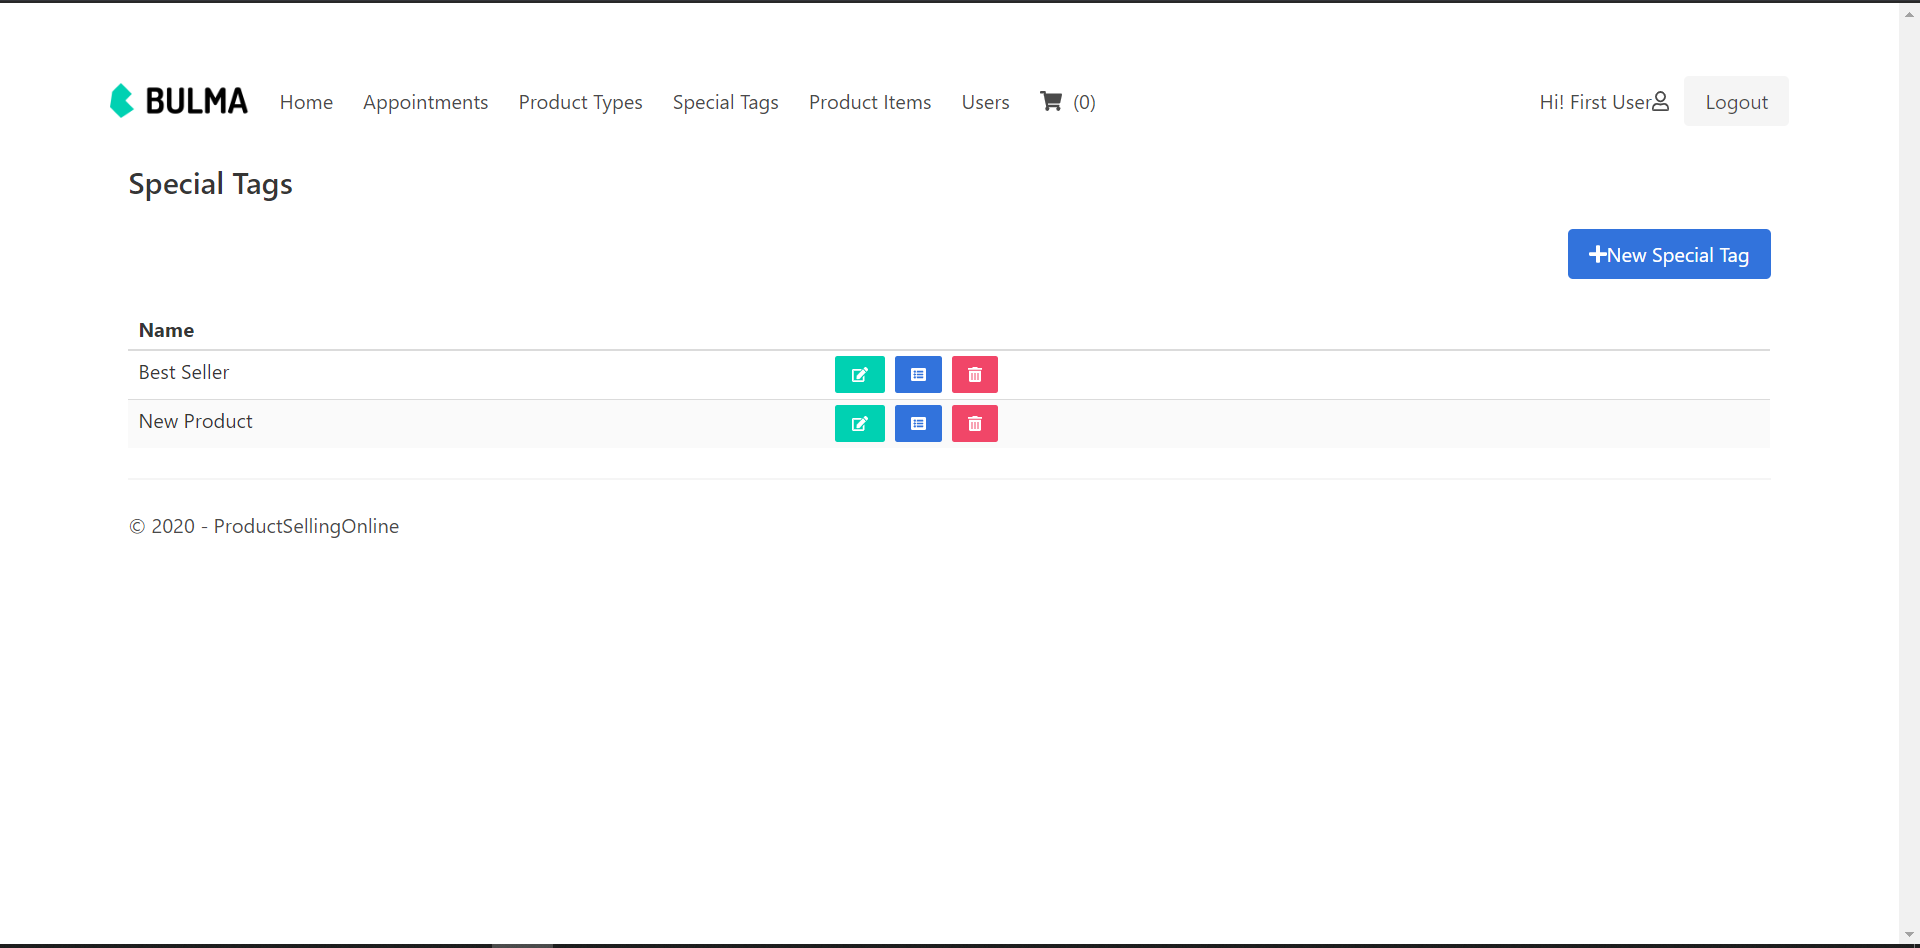 BULMA Home Appointments Product Types Special Tags Product Items Users (0) Hi! First User Logout
Special Tags
New Special Tag
Name
Best Seller
New Product
© 2020 - ProductSellingOnline